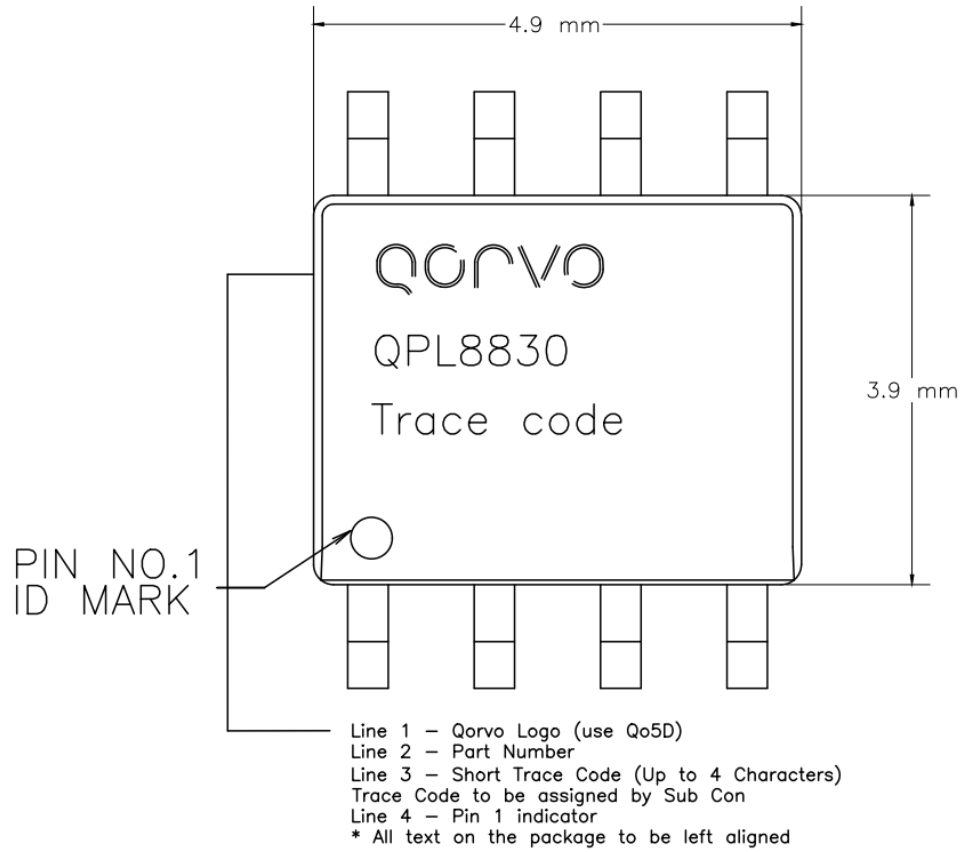 4.9 mm
QORVO
QPL8830
Trace code
3.9 mm
PIN NO.1
ID MARK
Line 1 – Qorvo Logo (use Qo5D)
Line 2 – Part Number
Line 3 – Short Trace Code (Up to 4 Characters)
Trace Code to be assigned by Sub Con
Line 4 – Pin 1 indicator
* All text on the package to be left aligned